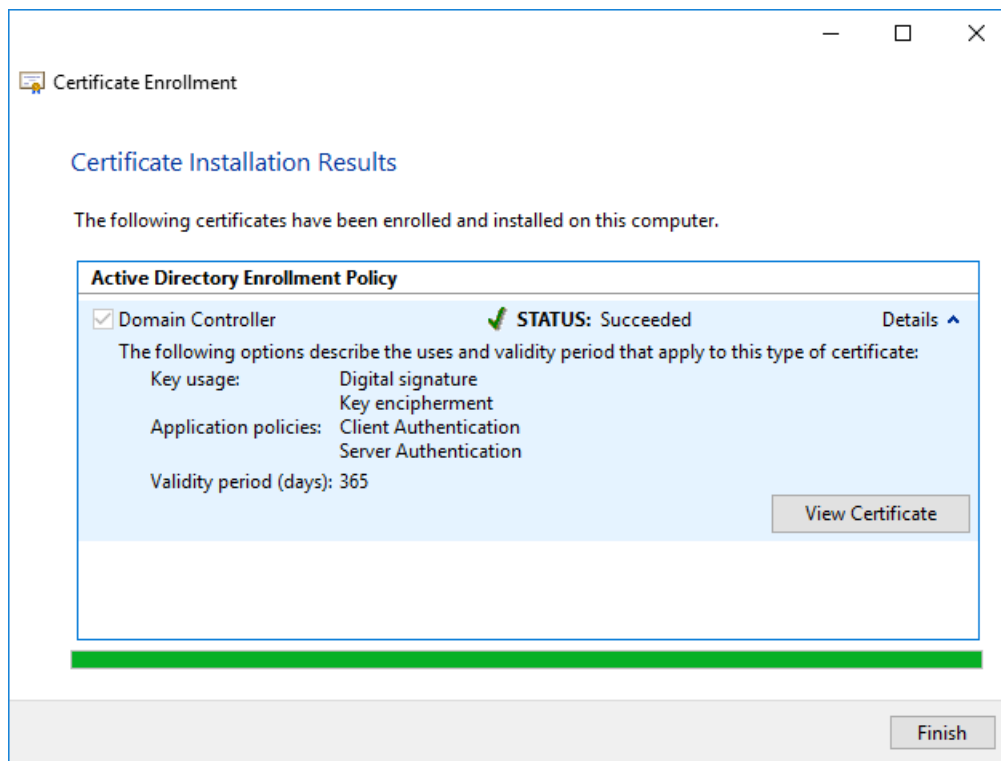 Certificate Enrollment
Certificate Installation Results
The following certificates have been enrolled and installed on this computer.
Active Directory Enrollment Policy
Domain Controller STATUS: Succeeded Details
The following options describe the uses and validity period that apply to this type of certificate:
Key usage: Digital signature
Key encipherment
Application policies: Client Authentication
Server Authentication
Validity period (days): 365
View Certificate
Finish